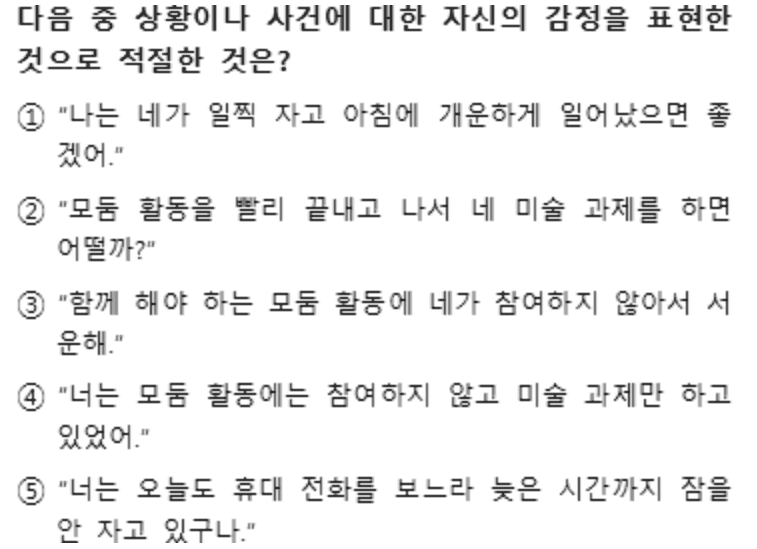 다음 중 상황이나 사건에 대한 자신의 감정을 표현한
것으로 적절한 것은?
① "나는 네가 일찍 자고 아침에 개운하게 일어났으면 좋
겠어."
② "모둠 활동을 빨리 끝내고 나서 네 미술 과제를 하면
어떨까?"
③ "함께 해야 하는 모둠 활동에 네가 참여하지 않아서 서
운해."
④ "너는 모둠 활동에는 참여하지 않고 미술 과제만 하고
있었어."
⑤ "너는 오늘도 휴대 전화를 보느라 늦은 시간까지 잠을
안 자고 있구나."